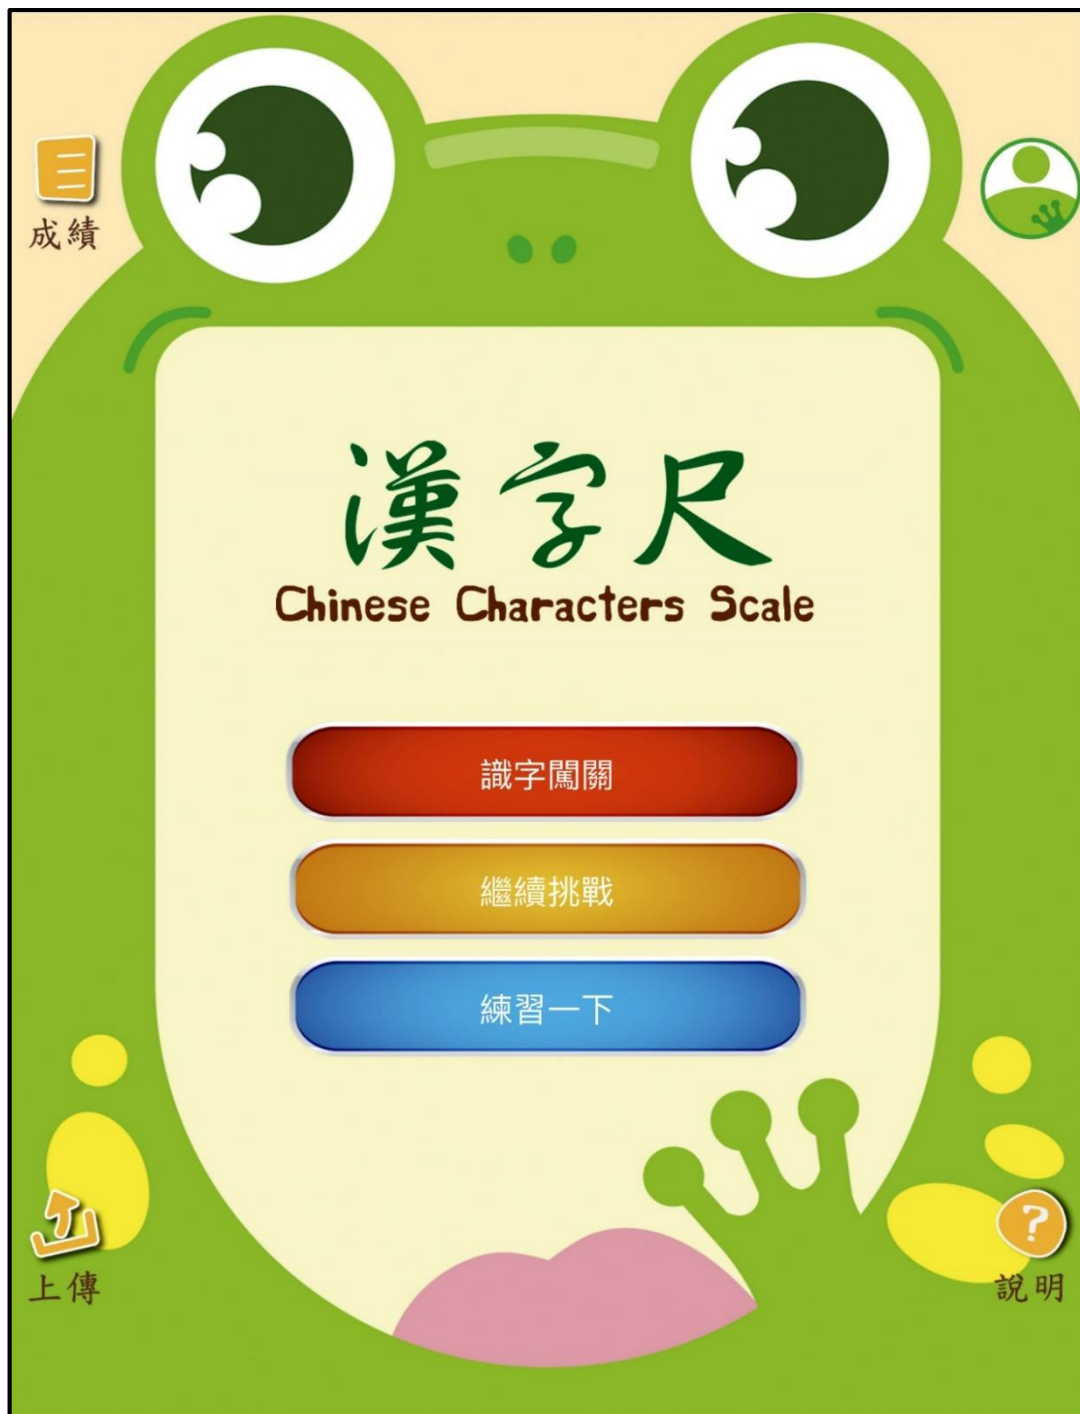 成績
漢字尺
Chinese Characters Scale
識字闖關
繼續挑戰
練習一下
上傳
?
說明